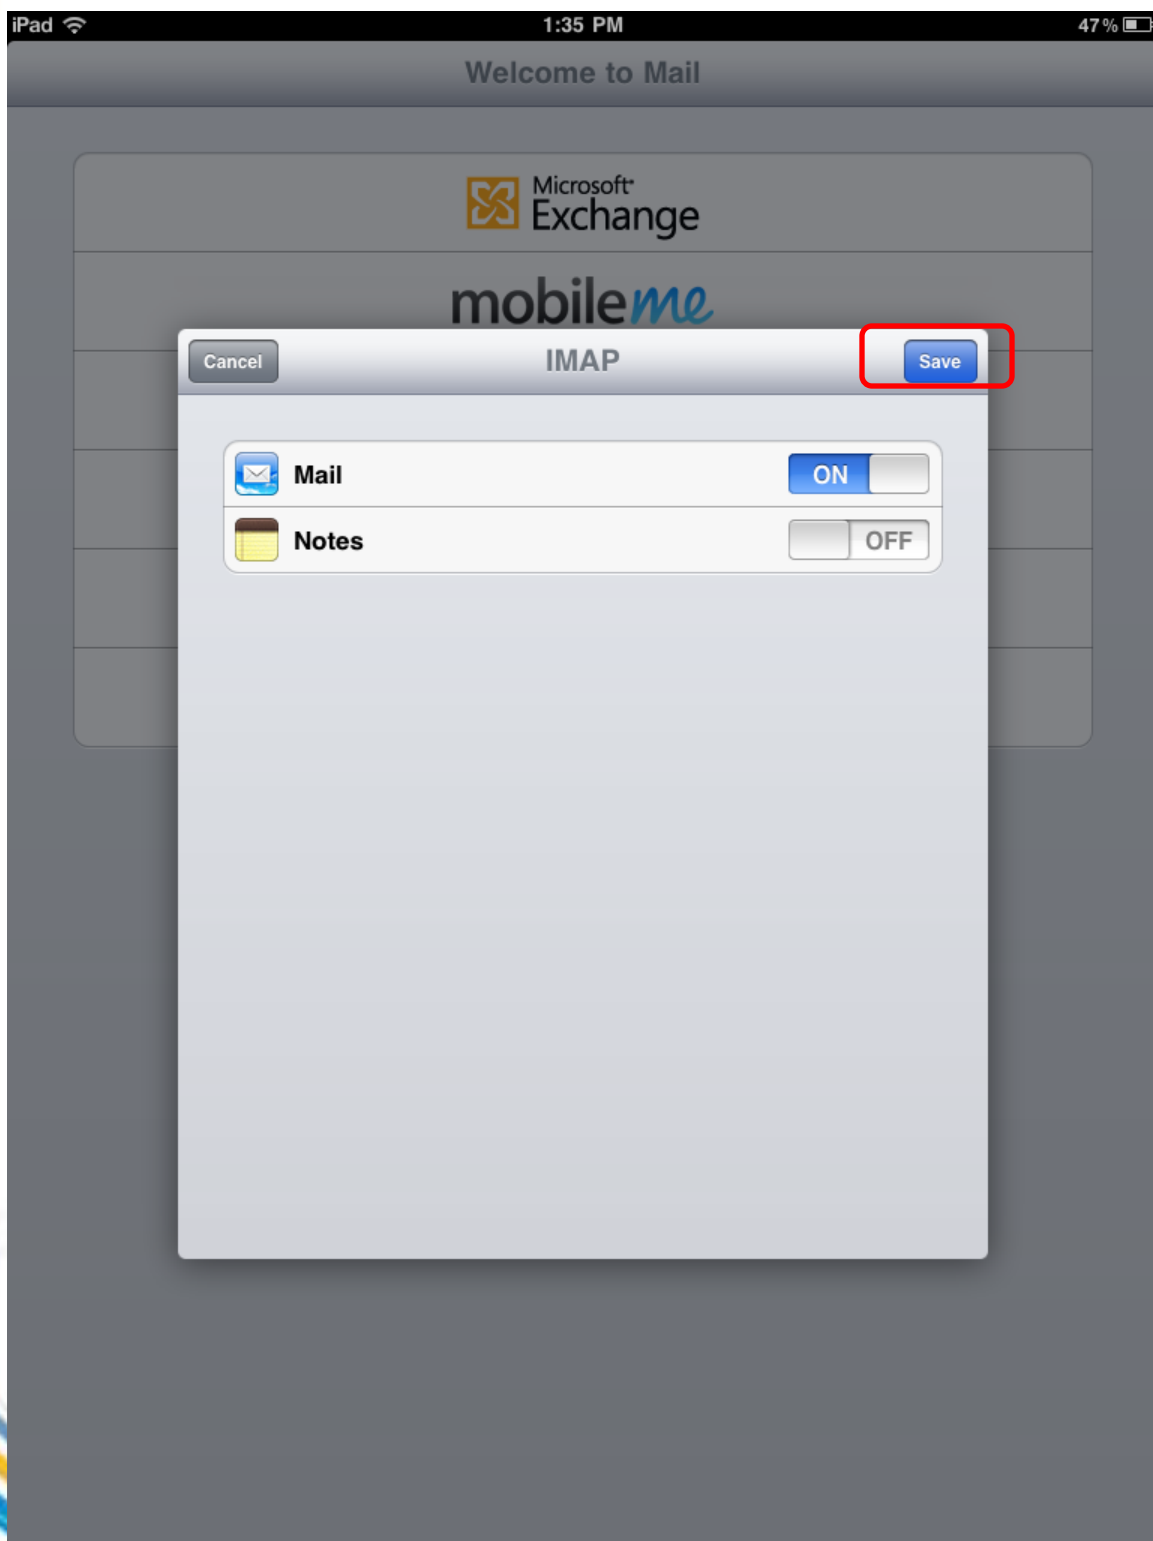 iPad 1:35 PM 47%
Welcome to Mail
Microsoft
Exchange
mobileme
Cancel IMAP Save
Mail ON
Notes OFF